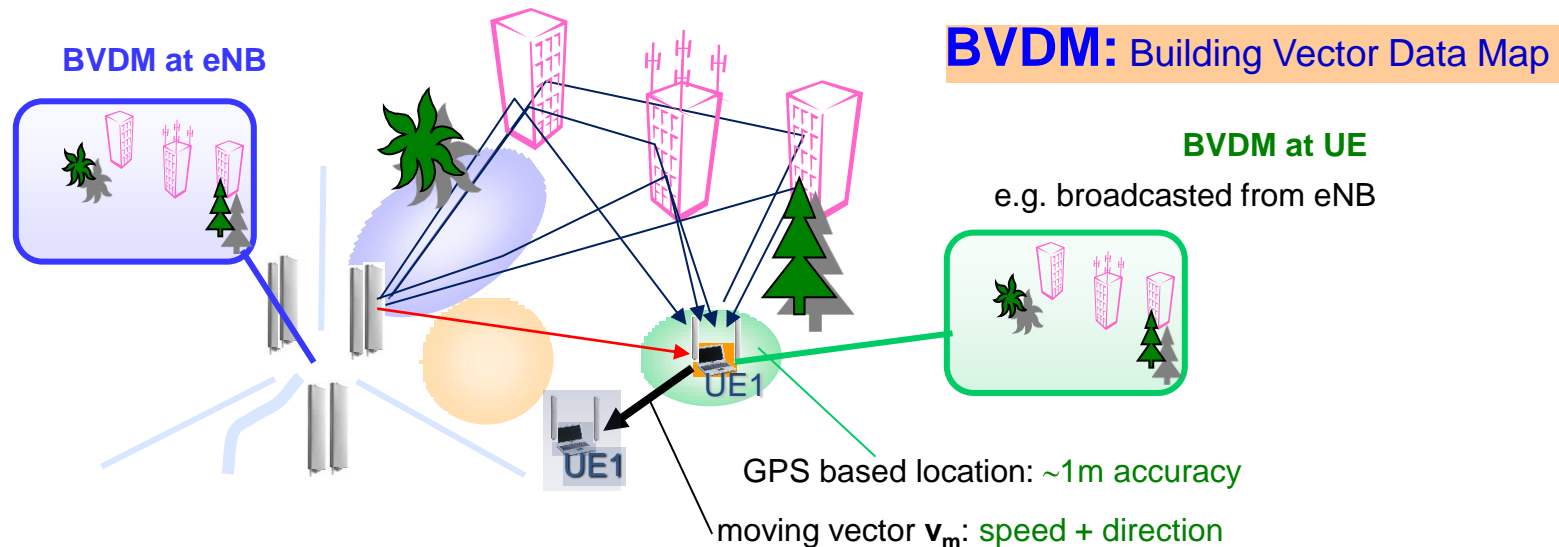 BVDM: Building Vector Data Map
BVDM at eNB
BVDM at UE
e.g. broadcasted from eNB
UE1
UE1
GPS based location: ~1m accuracy
moving vector vm: speed + direction